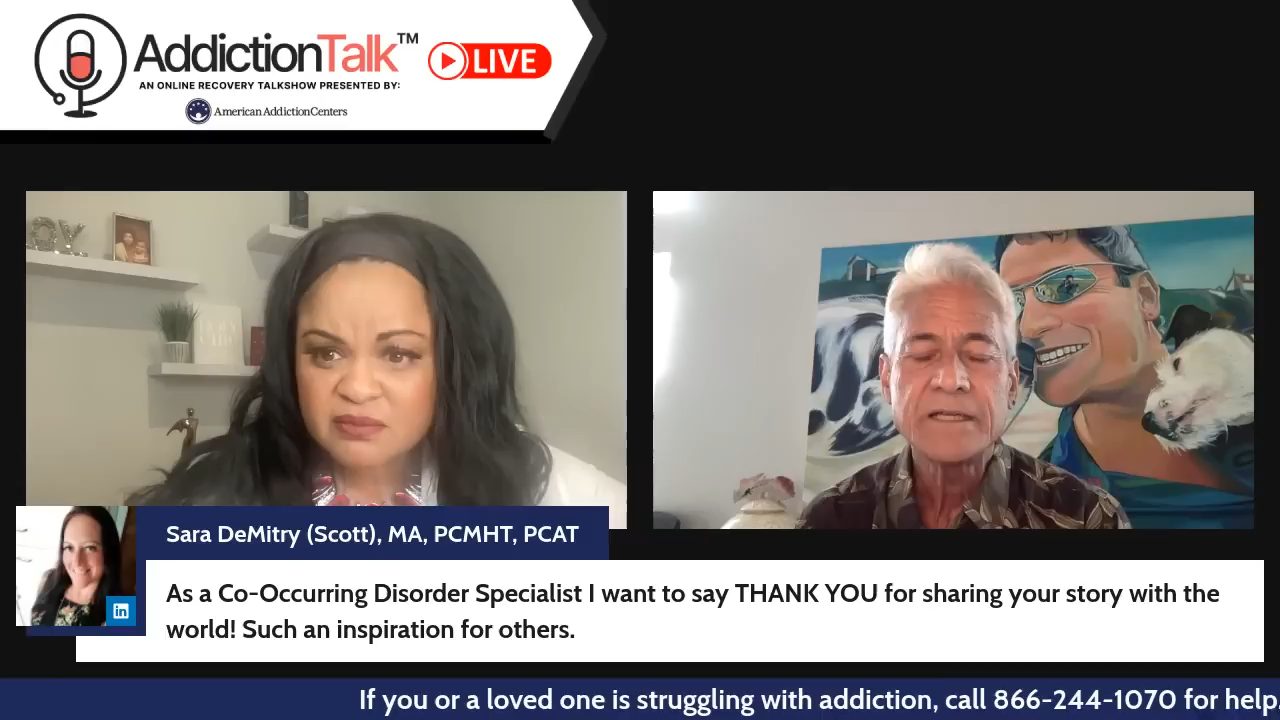 AddictionTalk™
LIVE
AN ONLINE RECOVERY TALKSHOW PRESENTED BY:
American AddictionCenters
Sara DeMitry (Scott), MA, PCMHT, PCAT
in
As a Co-Occurring Disorder Specialist I want to say THANK YOU for sharing your story with the
world! Such an inspiration for others.
If you or a loved one is struggling with addiction, call 866-244-1070 for help.